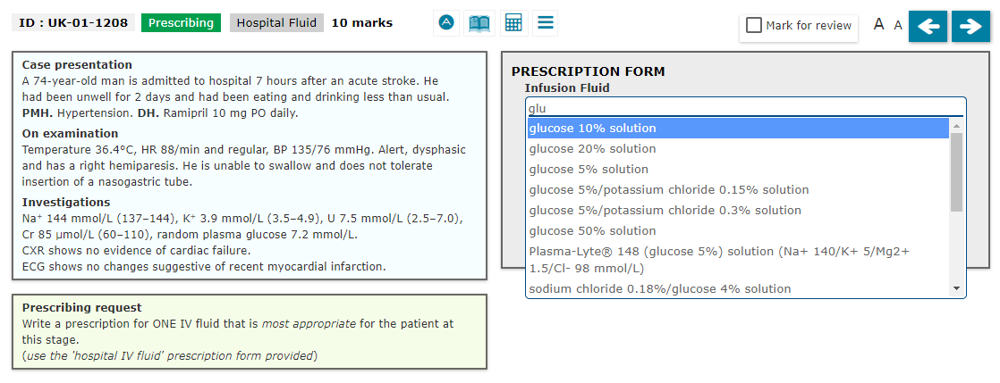 ID : UK-01-1208 Prescribing Hospital Fluid 10 marks A Mark for review A A
Case presentation
A 74-year-old man is admitted to hospital 7 hours after an acute stroke. He
had been unwell for 2 days and had been eating and drinking less than usual.
PMH. Hypertension. DH. Ramipril 10 mg PO daily.
On examination
Temperature 36.4°C, HR 88/min and regular, BP 135/76 mmHg. Alert, dysphasic
and has a right hemiparesis. He is unable to swallow and does not tolerate
insertion of a nasogastric tube.
Investigations
Na⁺ 144 mmol/L (137–144), K⁺ 3.9 mmol/L (3.5–4.9), U 7.5 mmol/L (2.5–7.0),
Cr 85 µmol/L (60–110), random plasma glucose 7.2 mmol/L.
CXR shows no evidence of cardiac failure.
ECG shows no changes suggestive of recent myocardial infarction.
Prescribing request
Write a prescription for ONE IV fluid that is most appropriate for the patient at
this stage.
(use the 'hospital IV fluid' prescription form provided)
PRESCRIPTION FORM
Infusion Fluid
glu
glucose 10% solution
glucose 20% solution
glucose 5% solution
glucose 5%/potassium chloride 0.15% solution
glucose 5%/potassium chloride 0.3% solution
glucose 50% solution
Plasma-Lyte® 148 (glucose 5%) solution (Na+ 140/K+ 5/Mg2+
1.5/Cl- 98 mmol/L)
sodium chloride 0.18%/glucose 4% solution